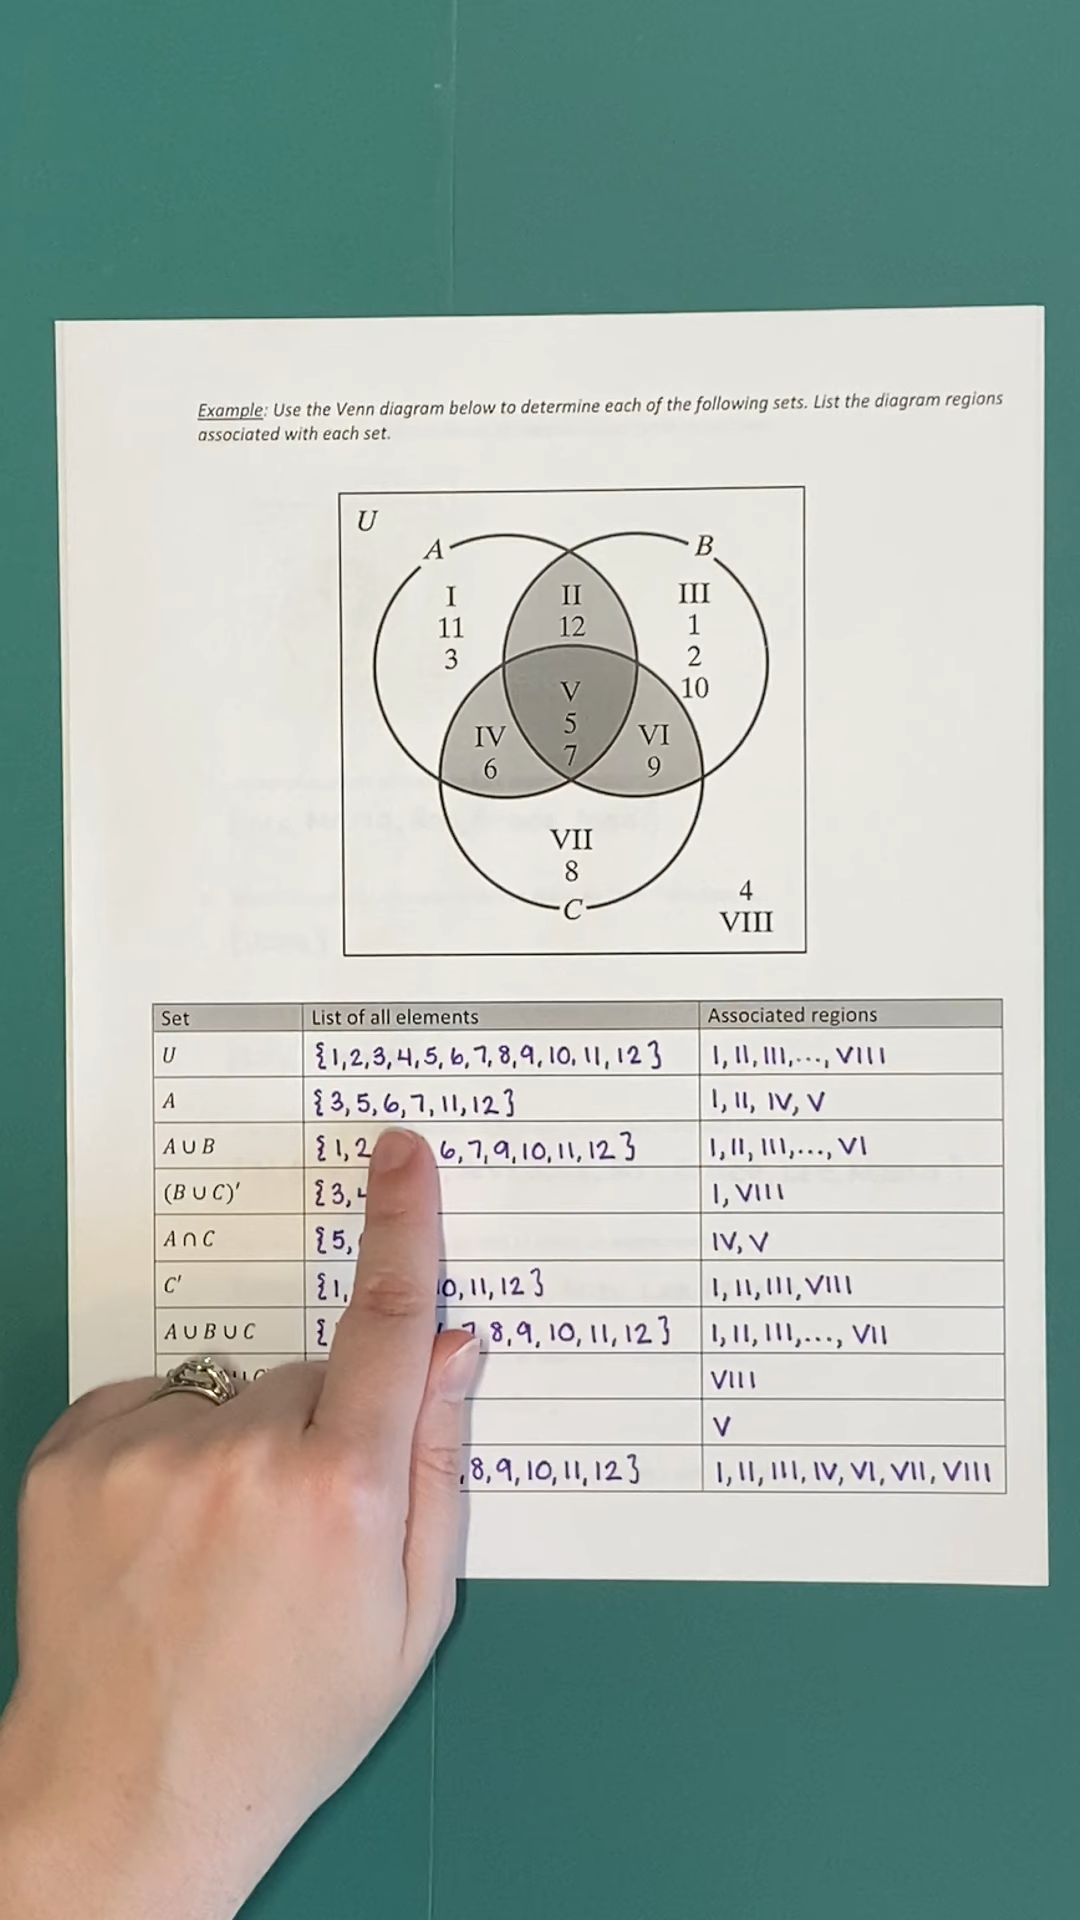 Example: Use the Venn diagram below to determine each of the following sets. List the diagram regions
associated with each set.
U
A
B
I
11
3
II
12
III
1
2
10
V
5
7
IV
6
VI
9
VII
8
C
4
VIII
Set List of all elements Associated regions
U {1,2,3,4,5,6,7,8,9,10,11,12} I, II, III,..., VIII
A {3,5,6,7,11,12} I, II, IV, V
A ∪ B {1,2 6,7,9,10,11,12} I, II, III,..., VI
(B ∪ C)′ {3, I, VIII
A ∩ C {5, IV, V
C′ {1, 10,11,12} I, II, III, VIII
A ∪ B ∪ C { 7,8,9,10,11,12} I, II, III,..., VII
VIII
V
,8,9,10,11,12} I, II, III, IV, VI, VII, VIII